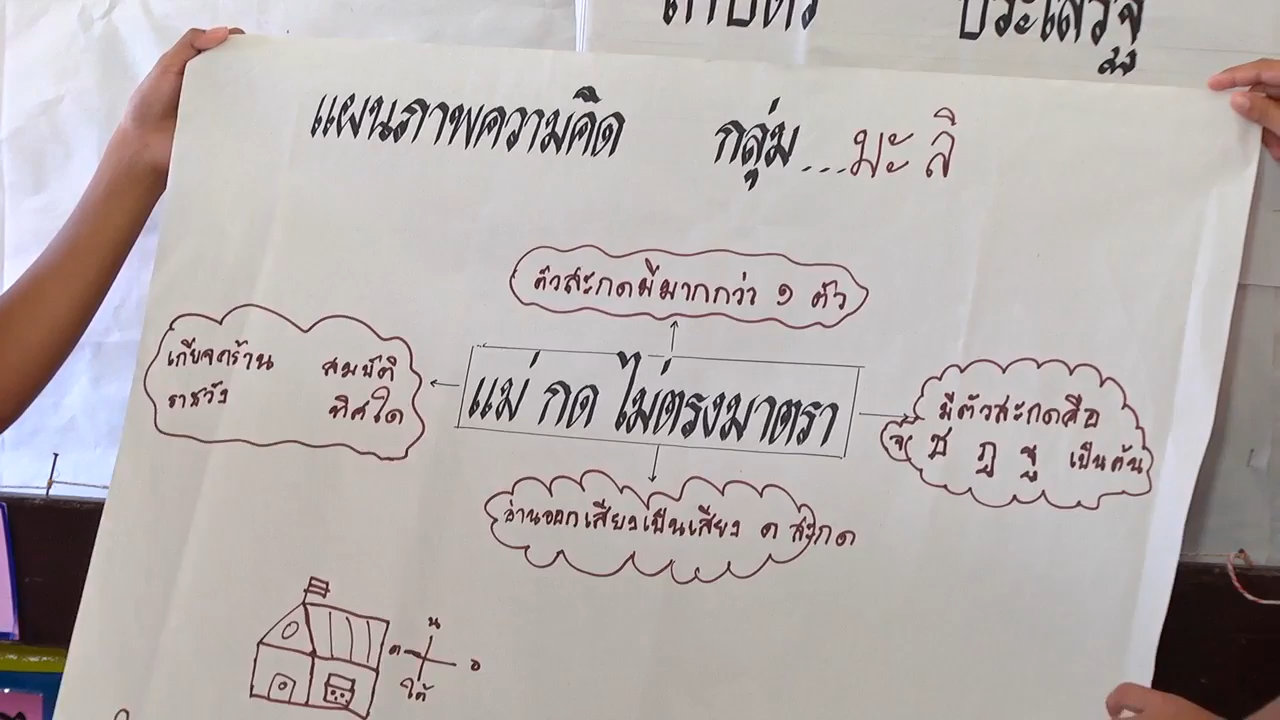 ประเสริฐ
แผนภาพความคิด กลุ่ม...มะลิ
ตัวสะกดมีมากกว่า ๑ ตัว
เกียจคร้าน สมบัติ
ราชวัง ทิศใด
แม่ กด ไม่ตรงมาตรา
มีตัวสะกดคือ
จ ช ฎ ฐ เป็นต้น
อ่านออกเสียงเป็นเสียง ด สะกด
น
ต อ
ใต้